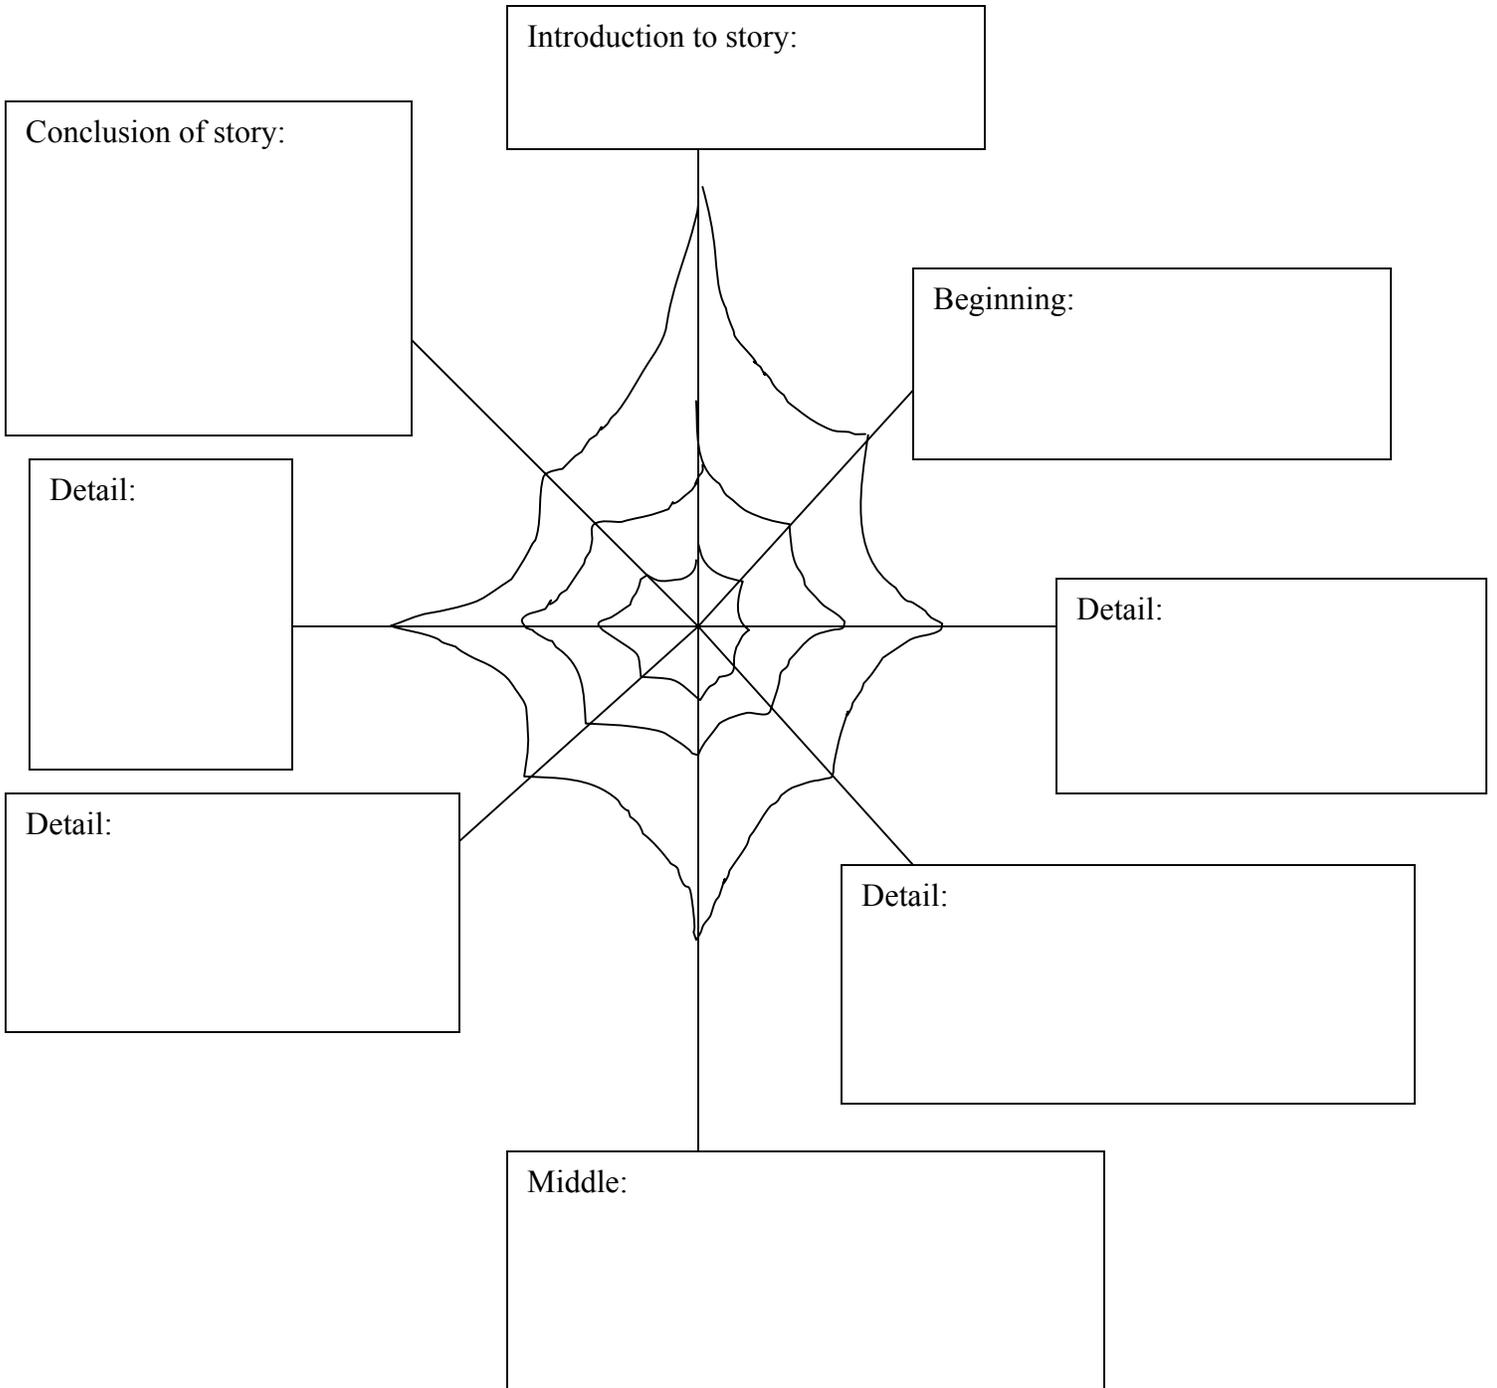 Introduction to story:
Conclusion of story:
Beginning:
Detail:
Detail:
Detail:
Detail:
Middle: